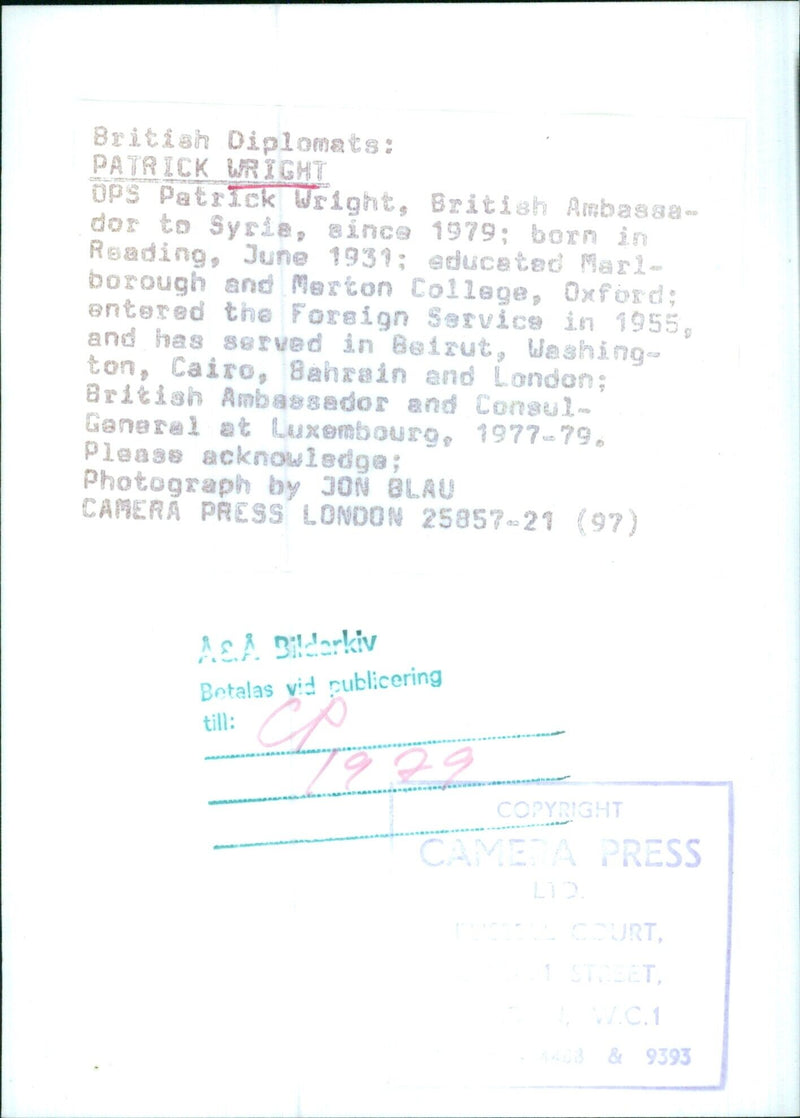 British Diplomats:
PATRICK WRIGHT
OPS Patrick Wright, British Ambassa-
dor to Syria, since 1979; born in
Reading, June 1931; educated Marl-
borough and Merton College, Oxford;
entered the Foreign Service in 1955,
and has served in Beirut, Washing-
ton, Cairo, Bahrain and London;
British Ambassador and Consul-
General at Luxembourg, 1977-79.
Please acknowledge;
Photograph by JON BLAU
CAMERA PRESS LONDON 25857-21 (97)
Å & Å Bildarkiv
Betalas vid publicering
till: CP
1979
COPYRIGHT
CAMERA PRESS
LTD.
COURT,
STREET,
W.C.1
& 9393